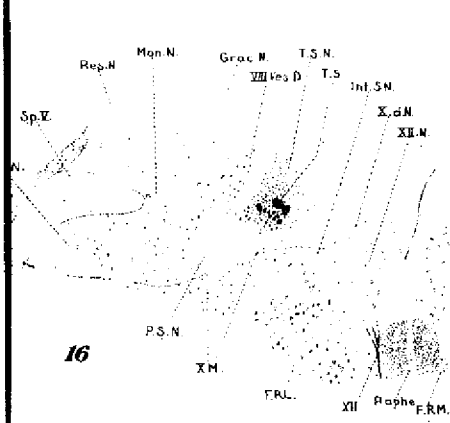 Res.N
Mon.N.
Grac.N.
T.S.N.
VIII Ves D
T.S
Int.S.N.
X.d.N.
XII.N.
Sp.V.
N.
P.S.N.
16
X M.
F.R.L.
XII
Raphe
F.R.M.